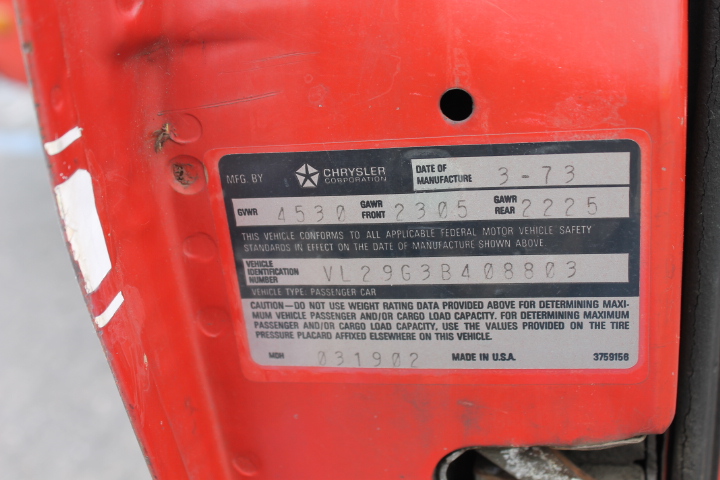 MFG. BY CHRYSLER CORPORATION DATE OF MANUFACTURE 3-73
GVWR 4530 GAWR FRONT 2305 GAWR REAR 2225
THIS VEHICLE CONFORMS TO ALL APPLICABLE FEDERAL MOTOR VEHICLE SAFETY
STANDARDS IN EFFECT ON THE DATE OF MANUFACTURE SHOWN ABOVE.
VEHICLE IDENTIFICATION NUMBER VL29G3B408803
VEHICLE TYPE: PASSENGER CAR
CAUTION—DO NOT USE WEIGHT RATING DATA PROVIDED ABOVE FOR DETERMINING MAXI-
MUM VEHICLE PASSENGER AND/OR CARGO LOAD CAPACITY. FOR DETERMINING MAXIMUM
PASSENGER AND/OR CARGO LOAD CAPACITY, USE THE VALUES PROVIDED ON THE TIRE
PRESSURE PLACARD AFFIXED ELSEWHERE ON THIS VEHICLE.
MDH 031902 MADE IN U.S.A. 3759156